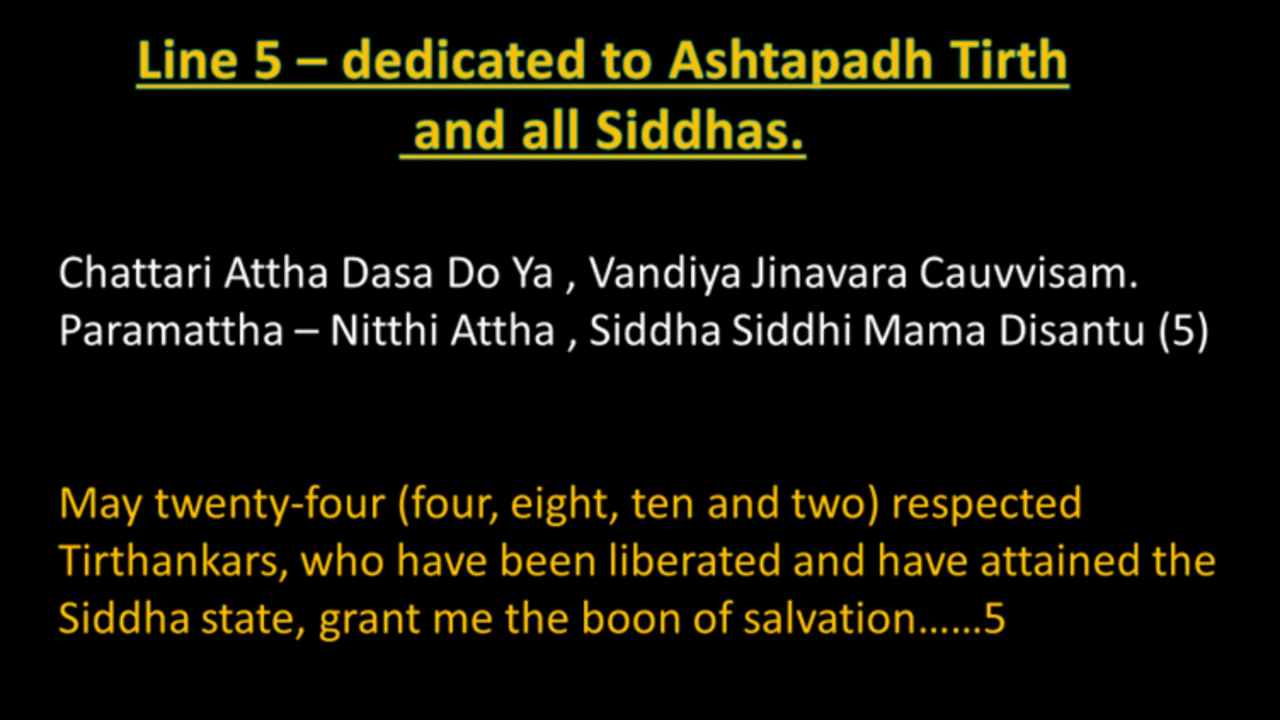 Line 5 – dedicated to Ashtapadh Tirth
and all Siddhas.
Chattari Attha Dasa Do Ya , Vandiya Jinavara Cauvvisam.
Paramattha – Nitthi Attha , Siddha Siddhi Mama Disantu (5)
May twenty-four (four, eight, ten and two) respected
Tirthankars, who have been liberated and have attained the
Siddha state, grant me the boon of salvation......5